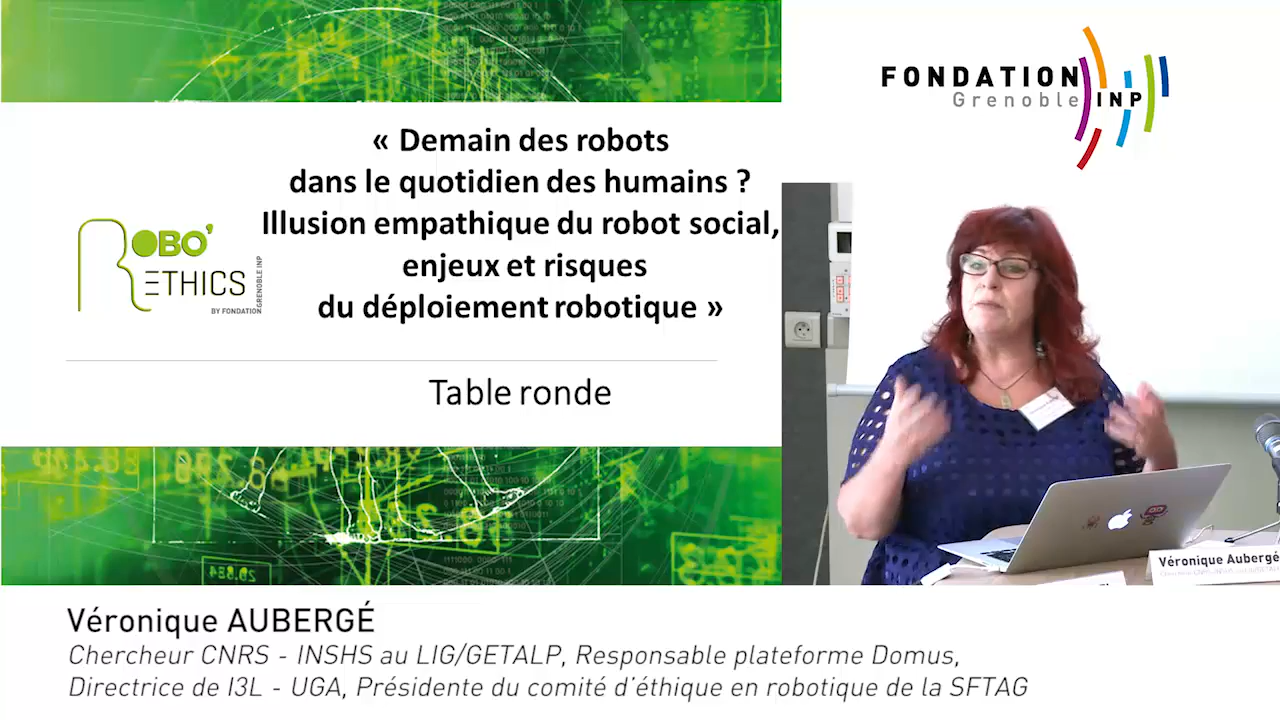 « Demain des robots
dans le quotidien des humains ?
Illusion empathique du robot social,
enjeux et risques
du déploiement robotique »
Table ronde
ROBO'
ETHICS
BY FONDATION
GRENOBLE INP
FONDATION
Grenoble INP
29.884
Véronique Aubergé
Véronique AUBERGÉ
Chercheur CNRS - INSHS au LIG/GETALP, Responsable plateforme Domus,
Directrice de I3L - UGA, Présidente du comité d'éthique en robotique de la SFTAG